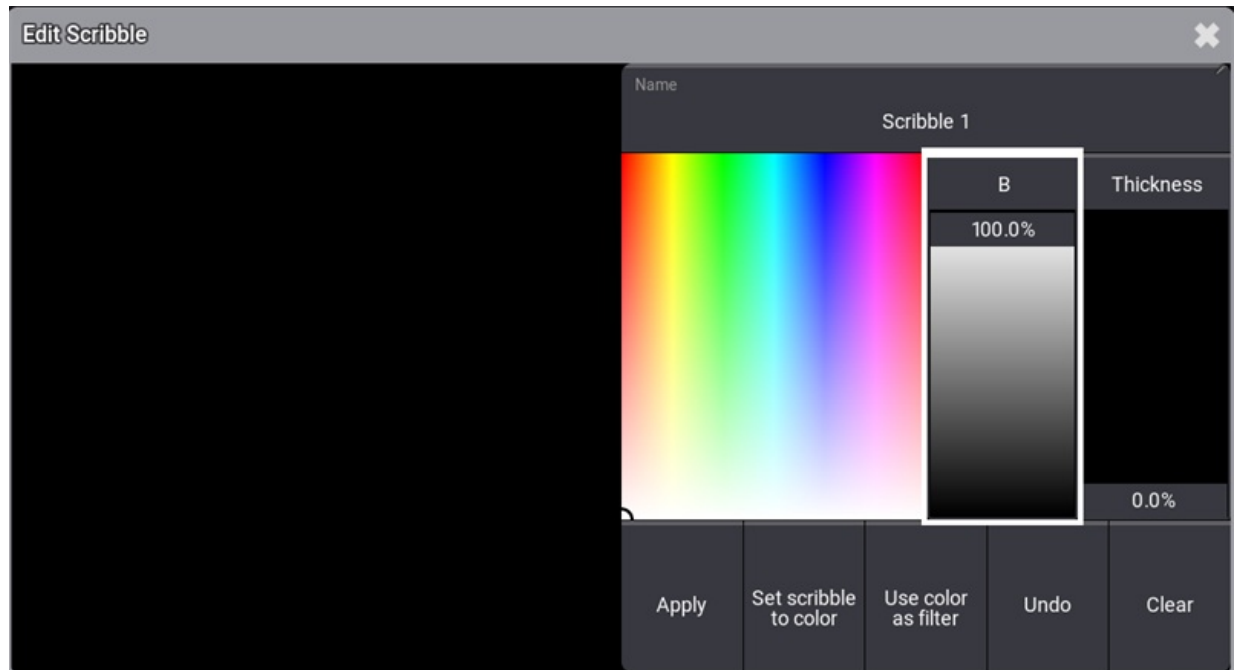 Edit Scribble
Name
Scribble 1
B
Thickness
100.0%
0.0%
Apply
Set scribble
to color
Use color
as filter
Undo
Clear